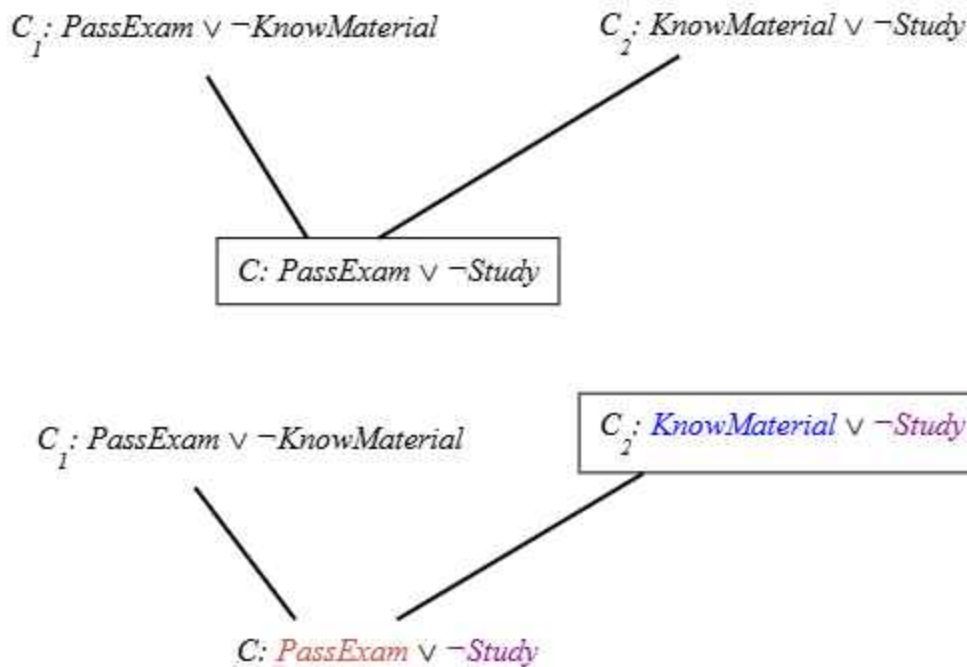 C₁: PassExam ∨ ¬KnowMaterial
C₂: KnowMaterial ∨ ¬Study
C: PassExam ∨ ¬Study
C₁: PassExam ∨ ¬KnowMaterial
C₂: KnowMaterial ∨ ¬Study
C: PassExam ∨ ¬Study